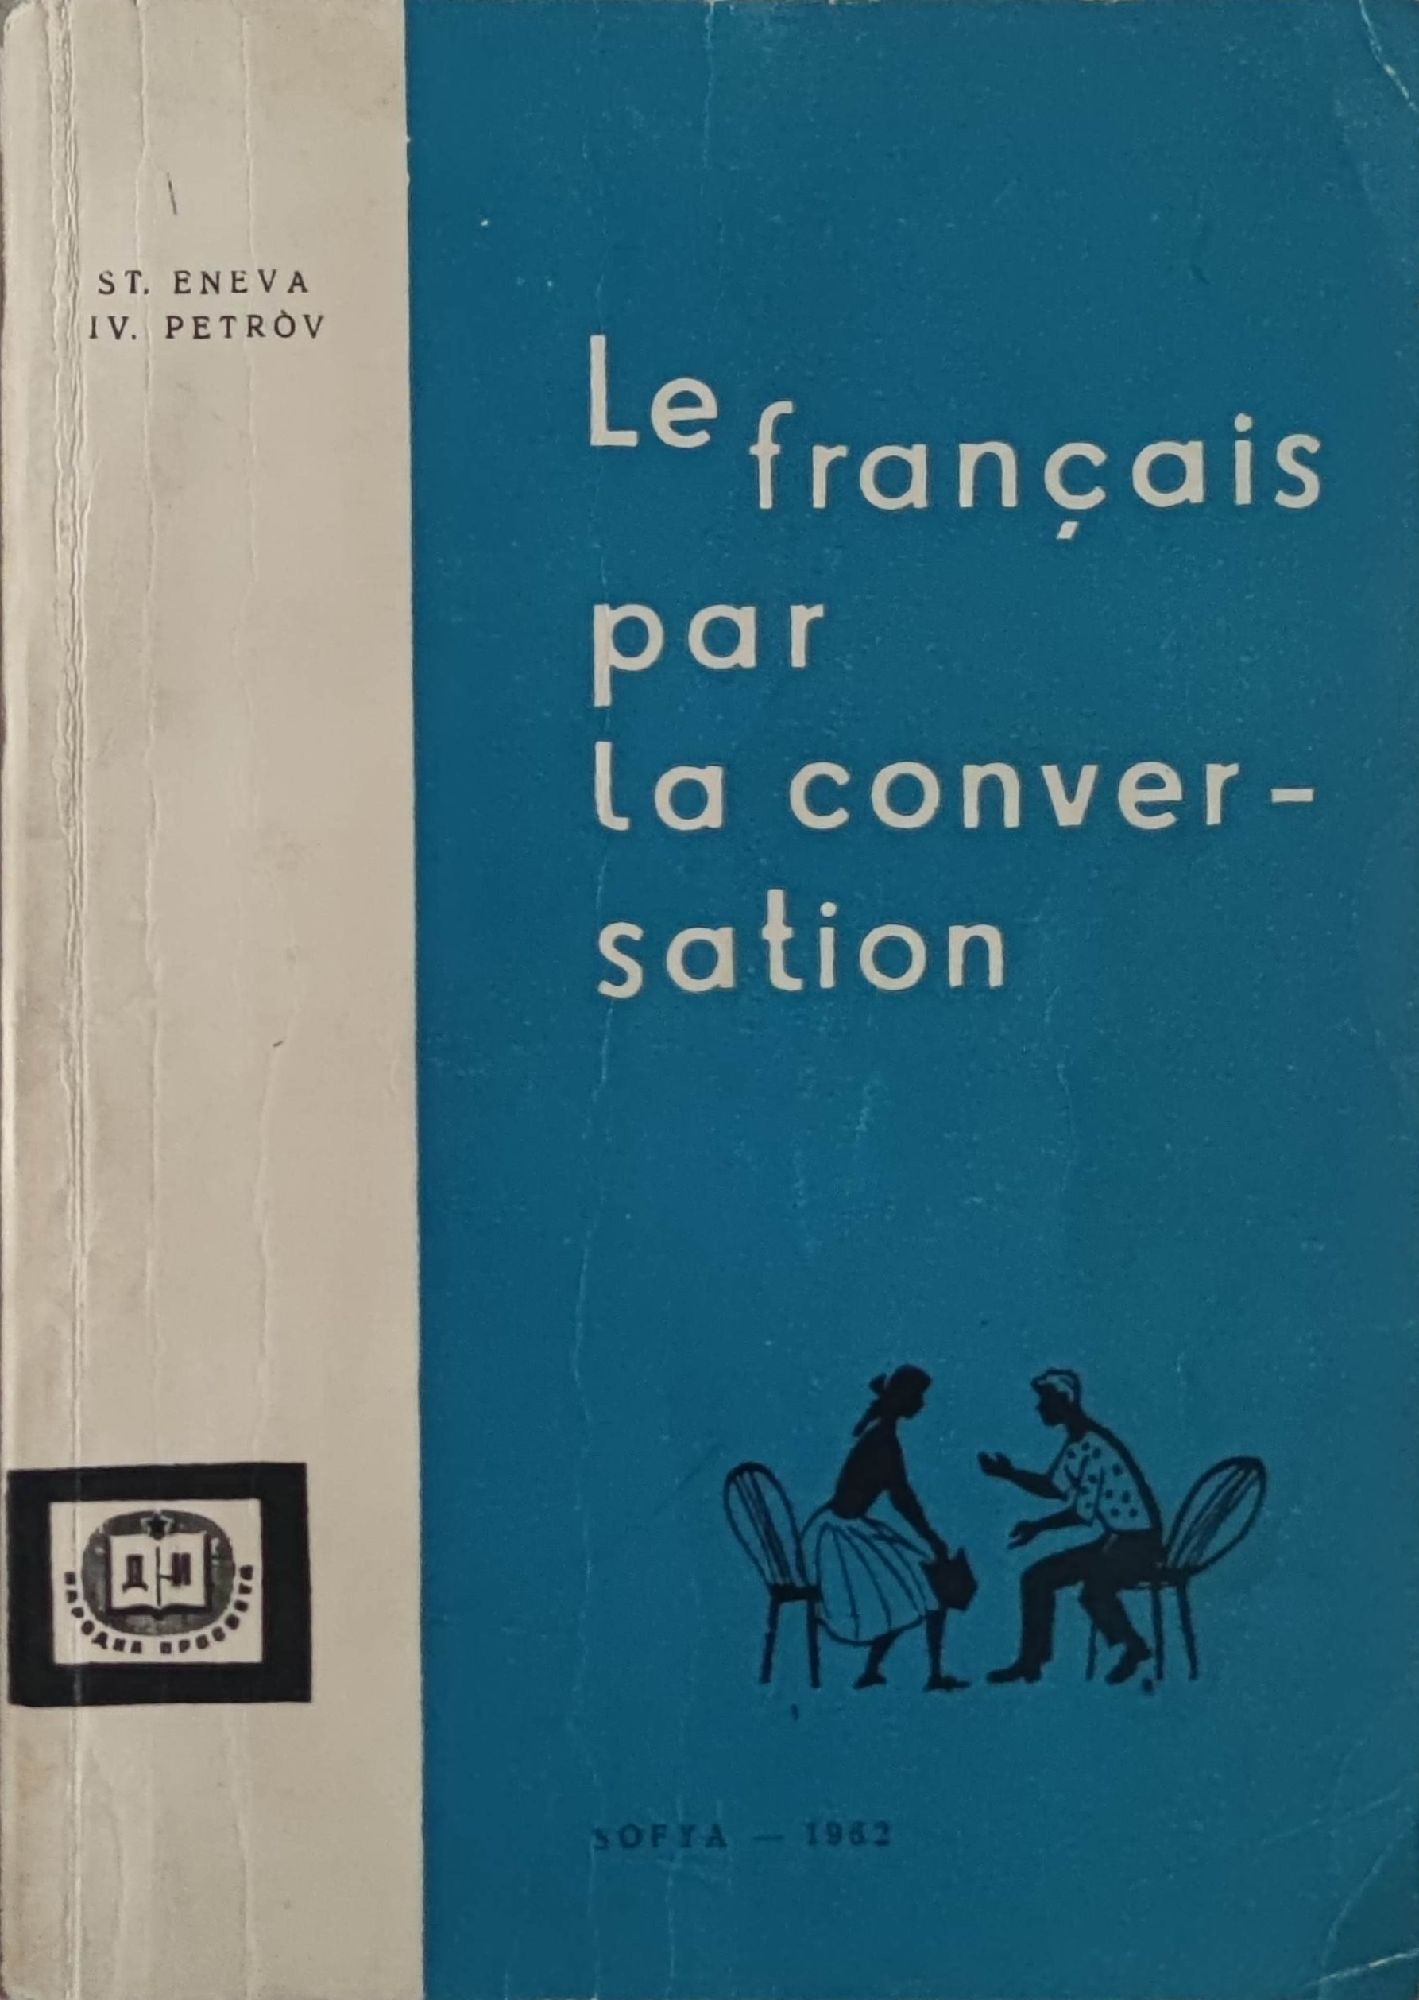 ST. ENEVA
IV. PETRÒV
Le français
par
la conver-
sation
Д И
НАРОДНА ПРОСВЕТА
SOFYA — 1962